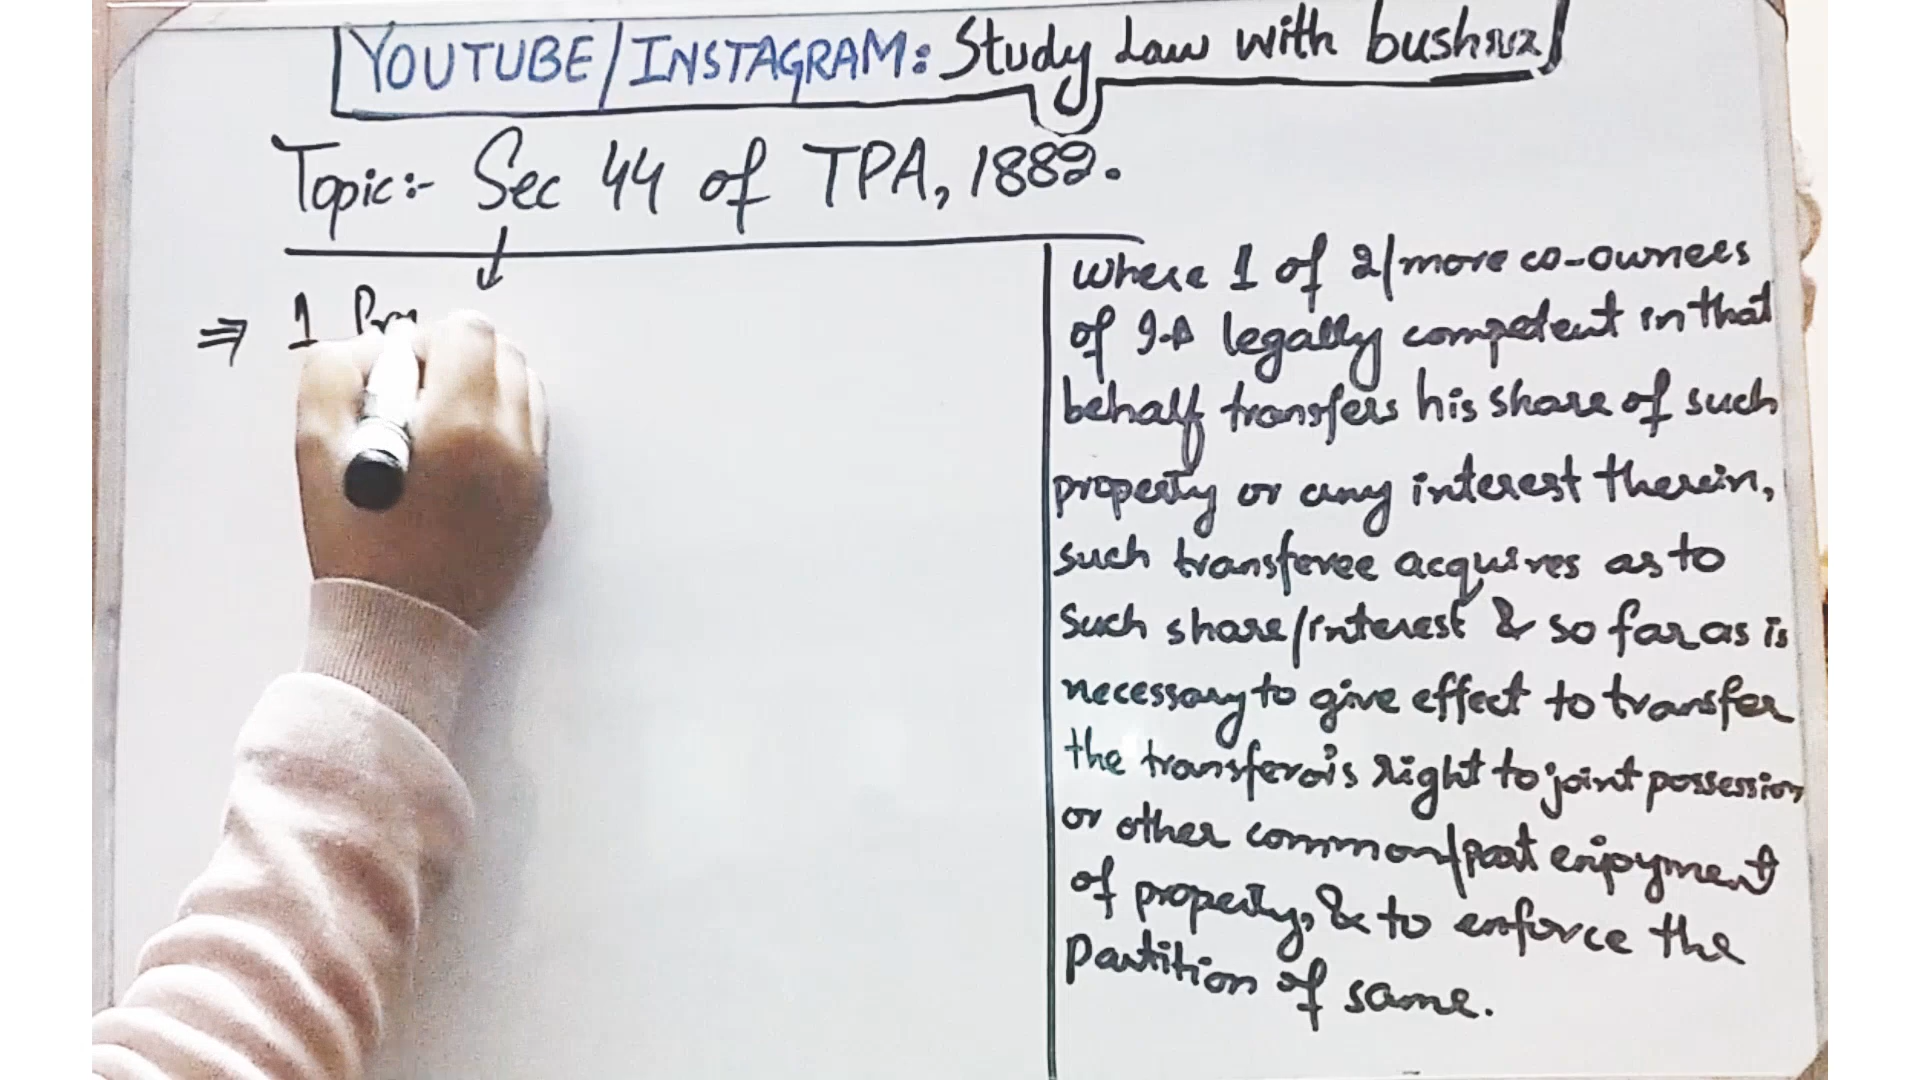 YOUTUBE/INSTAGRAM: Study Law with bushra
Topic:- Sec 44 of TPA, 1882.
⇒ 1
where 1 of 2/more co-owners
of I.P legally competent in that
behalf transfers his share of such
property or any interest therein,
such transferee acquires as to
such share/interest & so far as is
necessary to give effect to transfer
the transferor's right to joint possession
or other common/part enjoyment
of property, & to enforce the
partition of same.